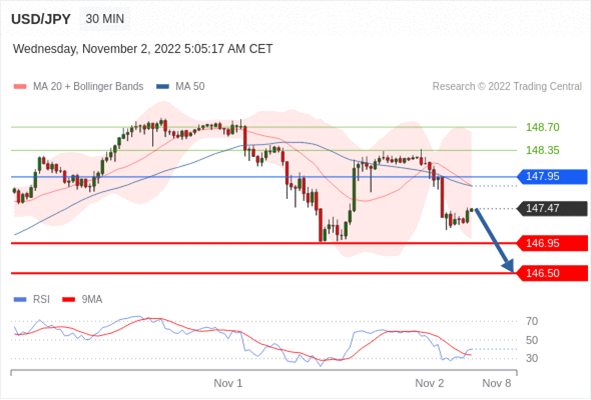 USD/JPY 30 MIN
Wednesday, November 2, 2022 5:05:17 AM CET
MA 20 + Bollinger Bands MA 50 Research © 2022 Trading Central
148.70
148.35
147.95
147.47
146.95
146.50
RSI 9MA
70
50
30
Nov 1 Nov 2 Nov 8